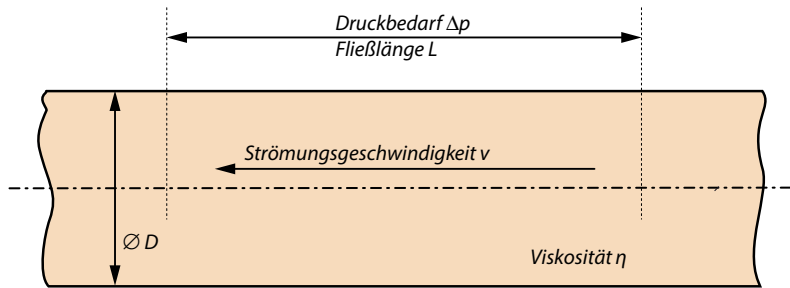 Druckbedarf Δp
Fließlänge L
Strömungsgeschwindigkeit v
∅ D
Viskosität η